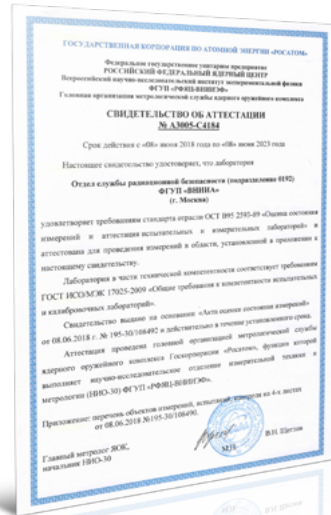 ГОСУДАРСТВЕННАЯ КОРПОРАЦИЯ ПО АТОМНОЙ ЭНЕРГИИ «РОСАТОМ»
Федеральное государственное унитарное предприятие
РОССИЙСКИЙ ФЕДЕРАЛЬНЫЙ ЯДЕРНЫЙ ЦЕНТР
Всероссийский научно-исследовательский институт экспериментальной физики
ФГУП «РФЯЦ-ВНИИЭФ»
Головная организация метрологической службы ядерного оружейного комплекса
СВИДЕТЕЛЬСТВО ОБ АТТЕСТАЦИИ
№ А3005-С4184
Срок действия с «08» июня 2018 года по «08» июня 2023 года
Настоящее свидетельство удостоверяет, что лаборатория
Отдел службы радиационной безопасности (подразделение 0192)
ФГУП «ВНИИА»
(г. Москва)
удовлетворяет требованиям стандарта отрасли ОСТ В95 2593-89 «Оценка состояния
измерений и аттестация испытательных и измерительных лабораторий» и
аттестована для проведения измерений в области, установленной в приложении к
настоящему свидетельству.
Лаборатория в части технической компетентности соответствует требованиям
ГОСТ ИСО/МЭК 17025-2009 «Общие требования к компетентности испытательных
и калибровочных лабораторий».
Свидетельство выдано на основании «Акта оценки состояния измерений»
от 08.06.2018 г. № 195-30/108492 и действительно в течение установленного срока.
Аттестация проведена головной организацией метрологической службы
ядерного оружейного комплекса Госкорпорации «Росатом», функции которой
выполняет научно-исследовательское отделение измерительной техники и
метрологии (НИО-30) ФГУП «РФЯЦ-ВНИИЭФ».
Приложение: перечень объектов измерений, испытаний, контроля на 4-х листах
от 08.06.2018 №195-30/108490.
Главный метролог ЯОК,
начальник НИО-30
М.П.
В.Н. Щеглов